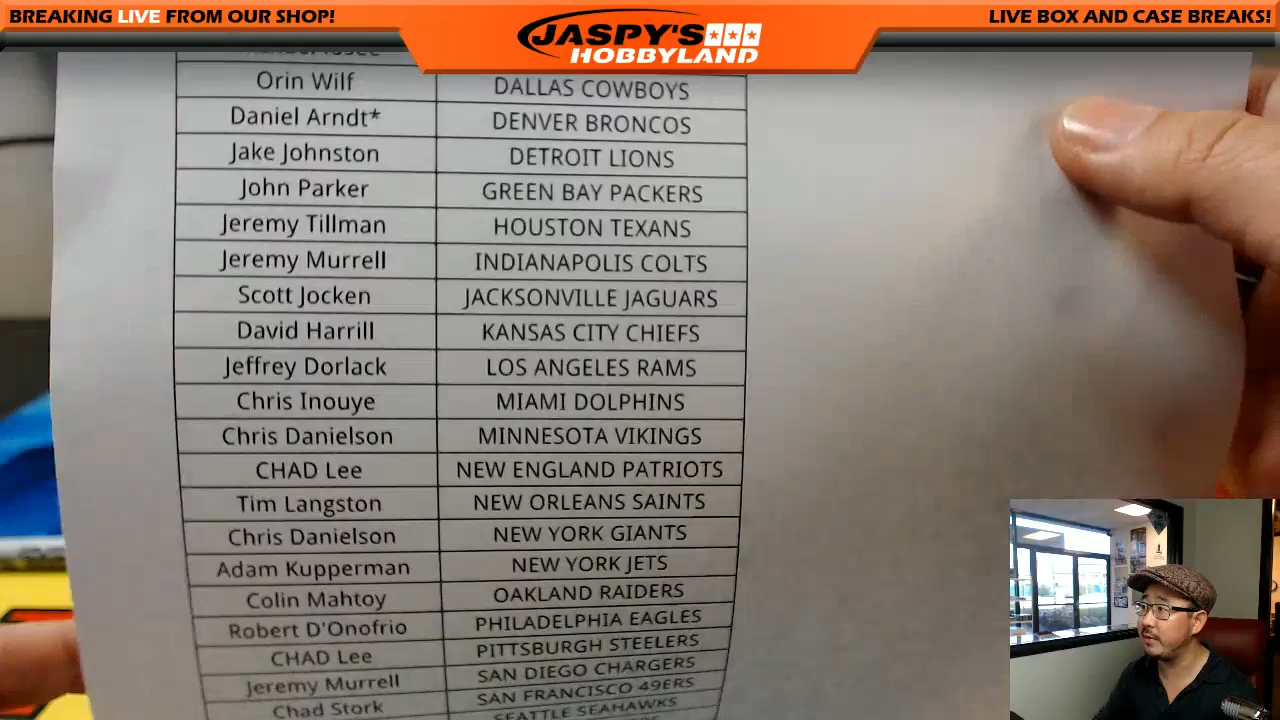 BREAKING LIVE FROM OUR SHOP!
JASPY'S
HOBBYLAND
LIVE BOX AND CASE BREAKS!
Orin Wilf DALLAS COWBOYS
Daniel Arndt* DENVER BRONCOS
Jake Johnston DETROIT LIONS
John Parker GREEN BAY PACKERS
Jeremy Tillman HOUSTON TEXANS
Jeremy Murrell INDIANAPOLIS COLTS
Scott Jocken JACKSONVILLE JAGUARS
David Harrill KANSAS CITY CHIEFS
Jeffrey Dorlack LOS ANGELES RAMS
Chris Inouye MIAMI DOLPHINS
Chris Danielson MINNESOTA VIKINGS
CHAD Lee NEW ENGLAND PATRIOTS
Tim Langston NEW ORLEANS SAINTS
Chris Danielson NEW YORK GIANTS
Adam Kupperman NEW YORK JETS
Colin Mahtoy OAKLAND RAIDERS
Robert D'Onofrio PHILADELPHIA EAGLES
CHAD Lee PITTSBURGH STEELERS
Jeremy Murrell SAN DIEGO CHARGERS
Chad Stork SAN FRANCISCO 49ERS
SEATTLE SEAHAWKS